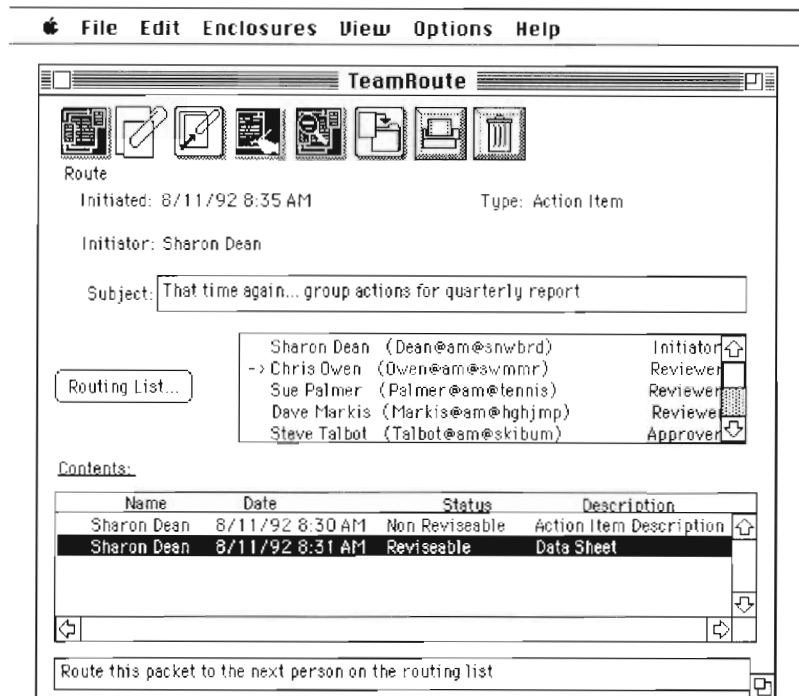 File Edit Enclosures View Options Help
TeamRoute
Route
Initiated: 8/11/92 8:35 AM Type: Action Item
Initiator: Sharon Dean
Subject: That time again... group actions for quarterly report
Routing List...
Sharon Dean (Dean@am@snwbrd) Initiator
-> Chris Owen (Owen@am@swmmr) Reviewer
Sue Palmer (Palmer@am@tennis) Reviewer
Dave Markis (Markis@am@hghjmp) Reviewer
Steve Talbot (Talbot@am@skibum) Approver
Contents:
Name Date Status Description
Sharon Dean 8/11/92 8:30 AM Non Reviseable Action Item Description
Sharon Dean 8/11/92 8:31 AM Reviseable Data Sheet
Route this packet to the next person on the routing list